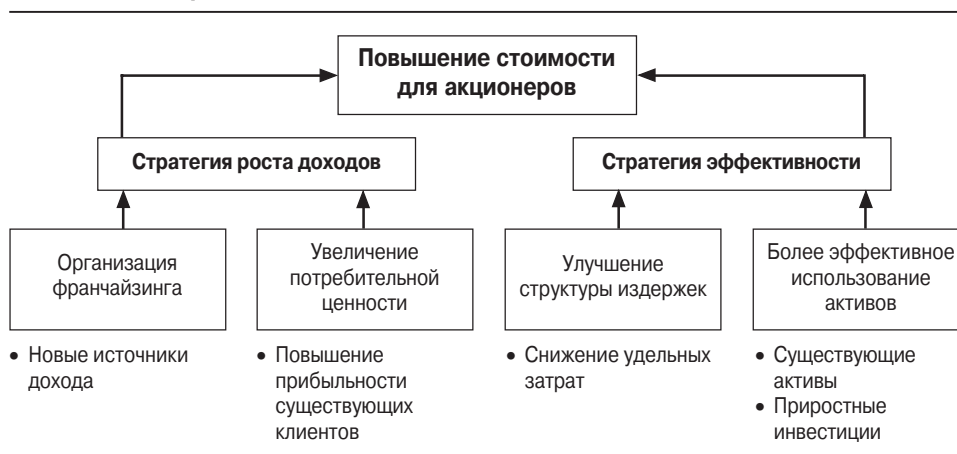 Повышение стоимости
для акционеров
Стратегия роста доходов
Стратегия эффективности
Организация
франчайзинга
Увеличение
потребительной
ценности
Улучшение
структуры издержек
Более эффективное
использование
активов
• Новые источники
дохода
• Повышение
прибыльности
существующих
клиентов
• Снижение удельных
затрат
• Существующие
активы
• Приростные
инвестиции